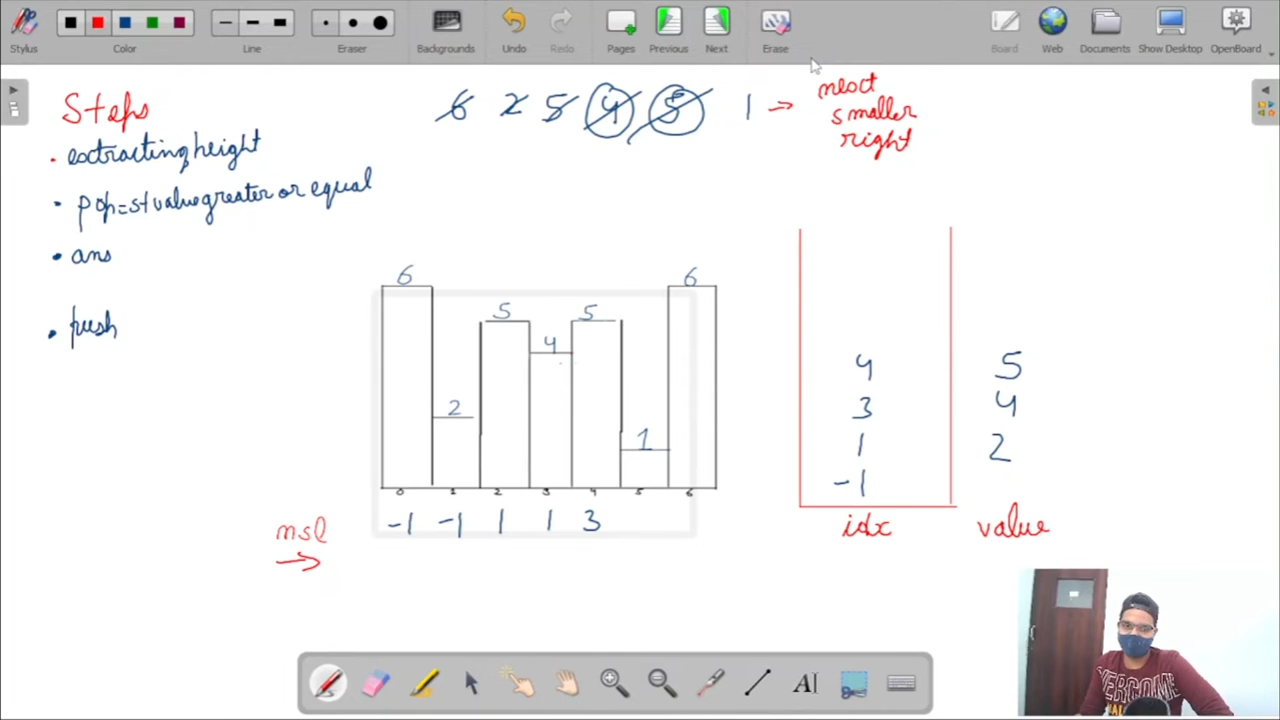 Stylus
Color
Line
Eraser
Backgrounds
Undo
Redo
Pages
Previous
Next
Erase
Board
Web
Documents
Show Desktop
OpenBoard
Steps
• extracting height
• pop = st value greater or equal
• ans
• push
6 2 5 4 5 1 → next
smaller
right
6 2 5 4 5 1 6
0 1 2 3 4 5 6
nsl → -1 -1 1 1 3
4 5
3 4
1 2
-1
idx value
AI
OVERCOME